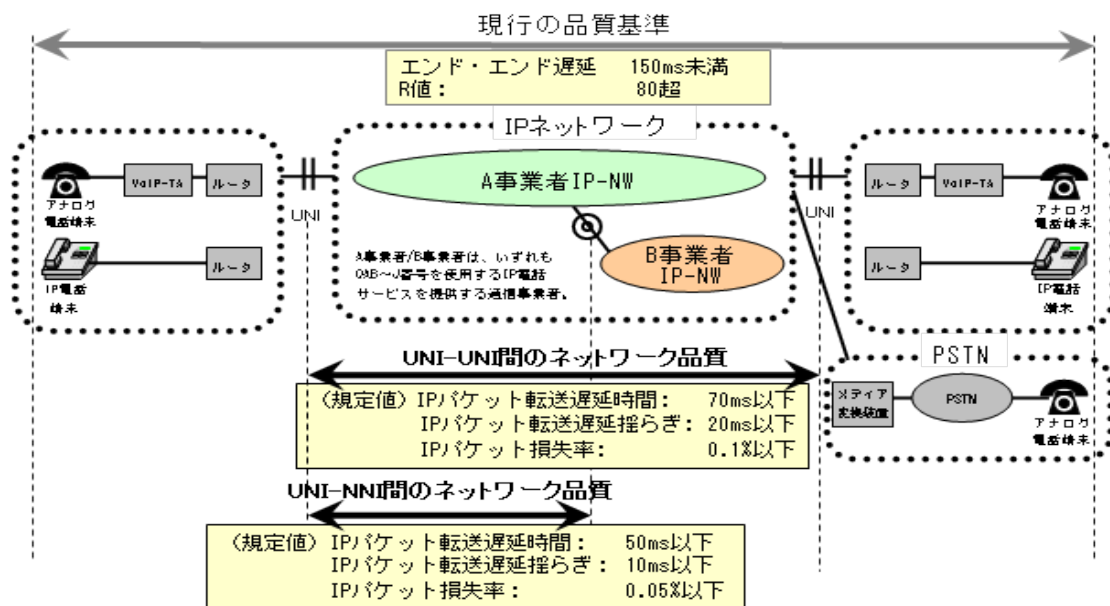 現行の品質基準
エンド・エンド遅延 150ms未満
R値: 80超
IPネットワーク
A事業者IP-NW
B事業者
IP-NW
A事業者/B事業者は、いずれも
0AB~J番号を使用するIP電話
サービスを提供する通信事業者。
アナログ
電話端末
VoIP-TA
ルータ
IP電話
端末
ルータ
UNI
UNI
ルータ
VoIP-TA
アナログ
電話端末
ルータ
IP電話
端末
PSTN
メディア
変換装置
PSTN
アナログ
電話端末
UNI-UNI間のネットワーク品質
(規定値) IPパケット転送遅延時間: 70ms以下
IPパケット転送遅延揺らぎ: 20ms以下
IPパケット損失率: 0.1%以下
UNI-NNI間のネットワーク品質
(規定値) IPパケット転送遅延時間: 50ms以下
IPパケット転送遅延揺らぎ: 10ms以下
IPパケット損失率: 0.05%以下